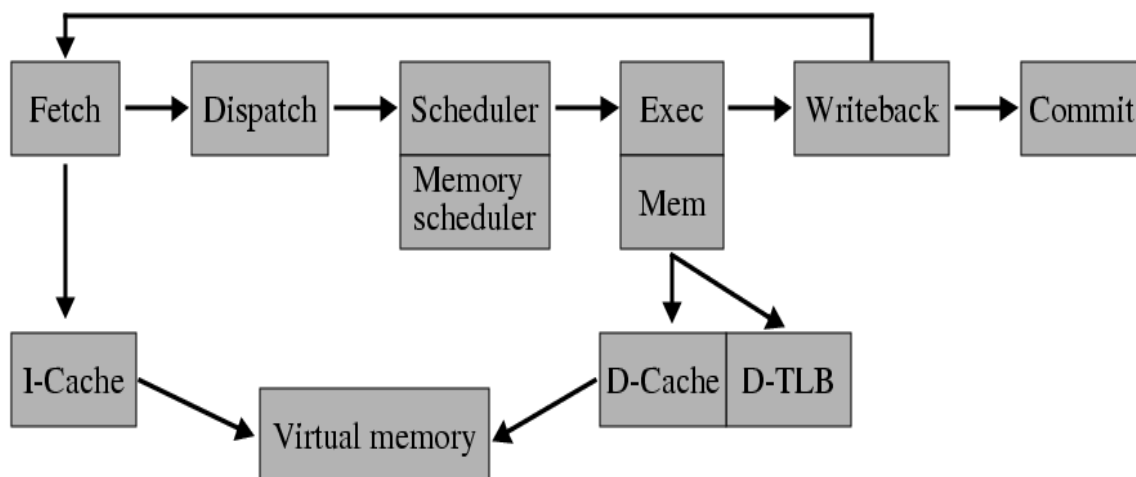 Fetch
Dispatch
Scheduler
Exec
Writeback
Commit
Memory
scheduler
Mem
I-Cache
D-Cache
D-TLB
Virtual memory